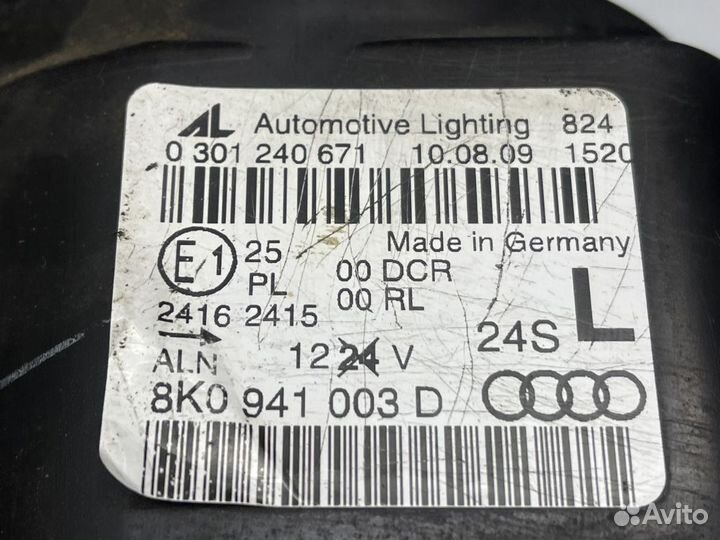 AL Automotive Lighting 824
0 301 240 671 10.08.09 1520
Made in Germany
E1 25 00 DCR
PL 00 RL
2416 2415
24S L
ALN 12 24 V
8K0 941 003 D
Avito